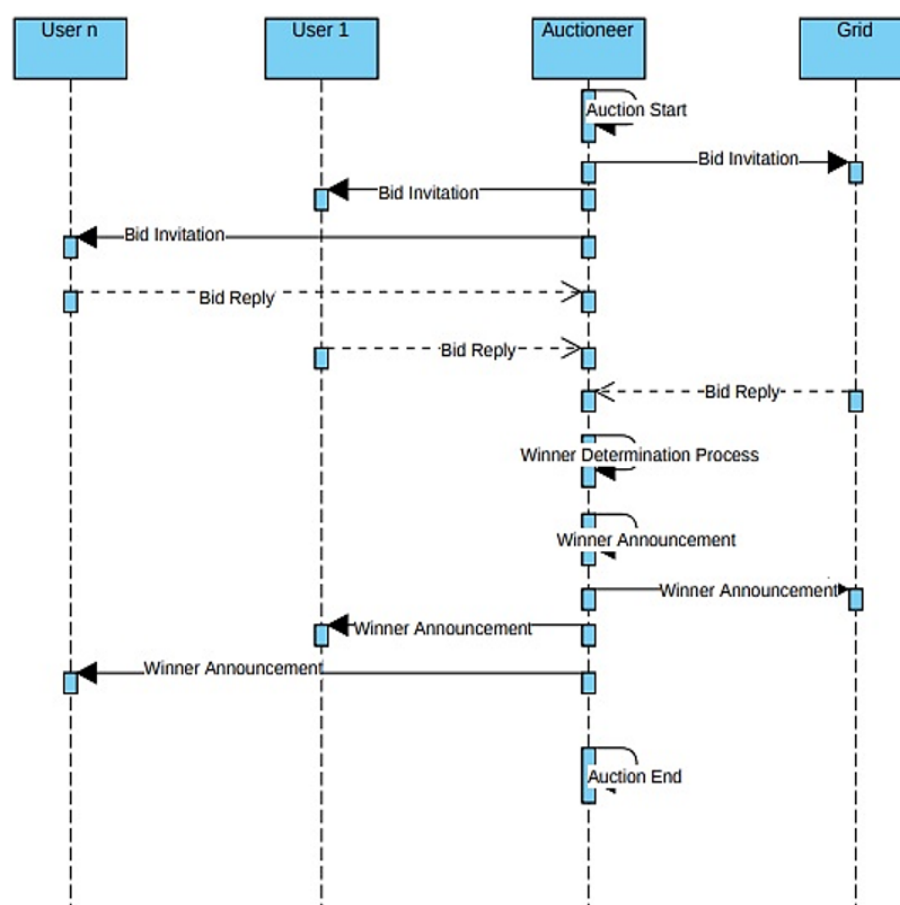 User n
User 1
Auctioneer
Grid
Auction Start
Bid Invitation
Bid Invitation
Bid Invitation
Bid Reply
Bid Reply
Bid Reply
Winner Determination Process
Winner Announcement
Winner Announcement
Winner Announcement
Winner Announcement
Auction End